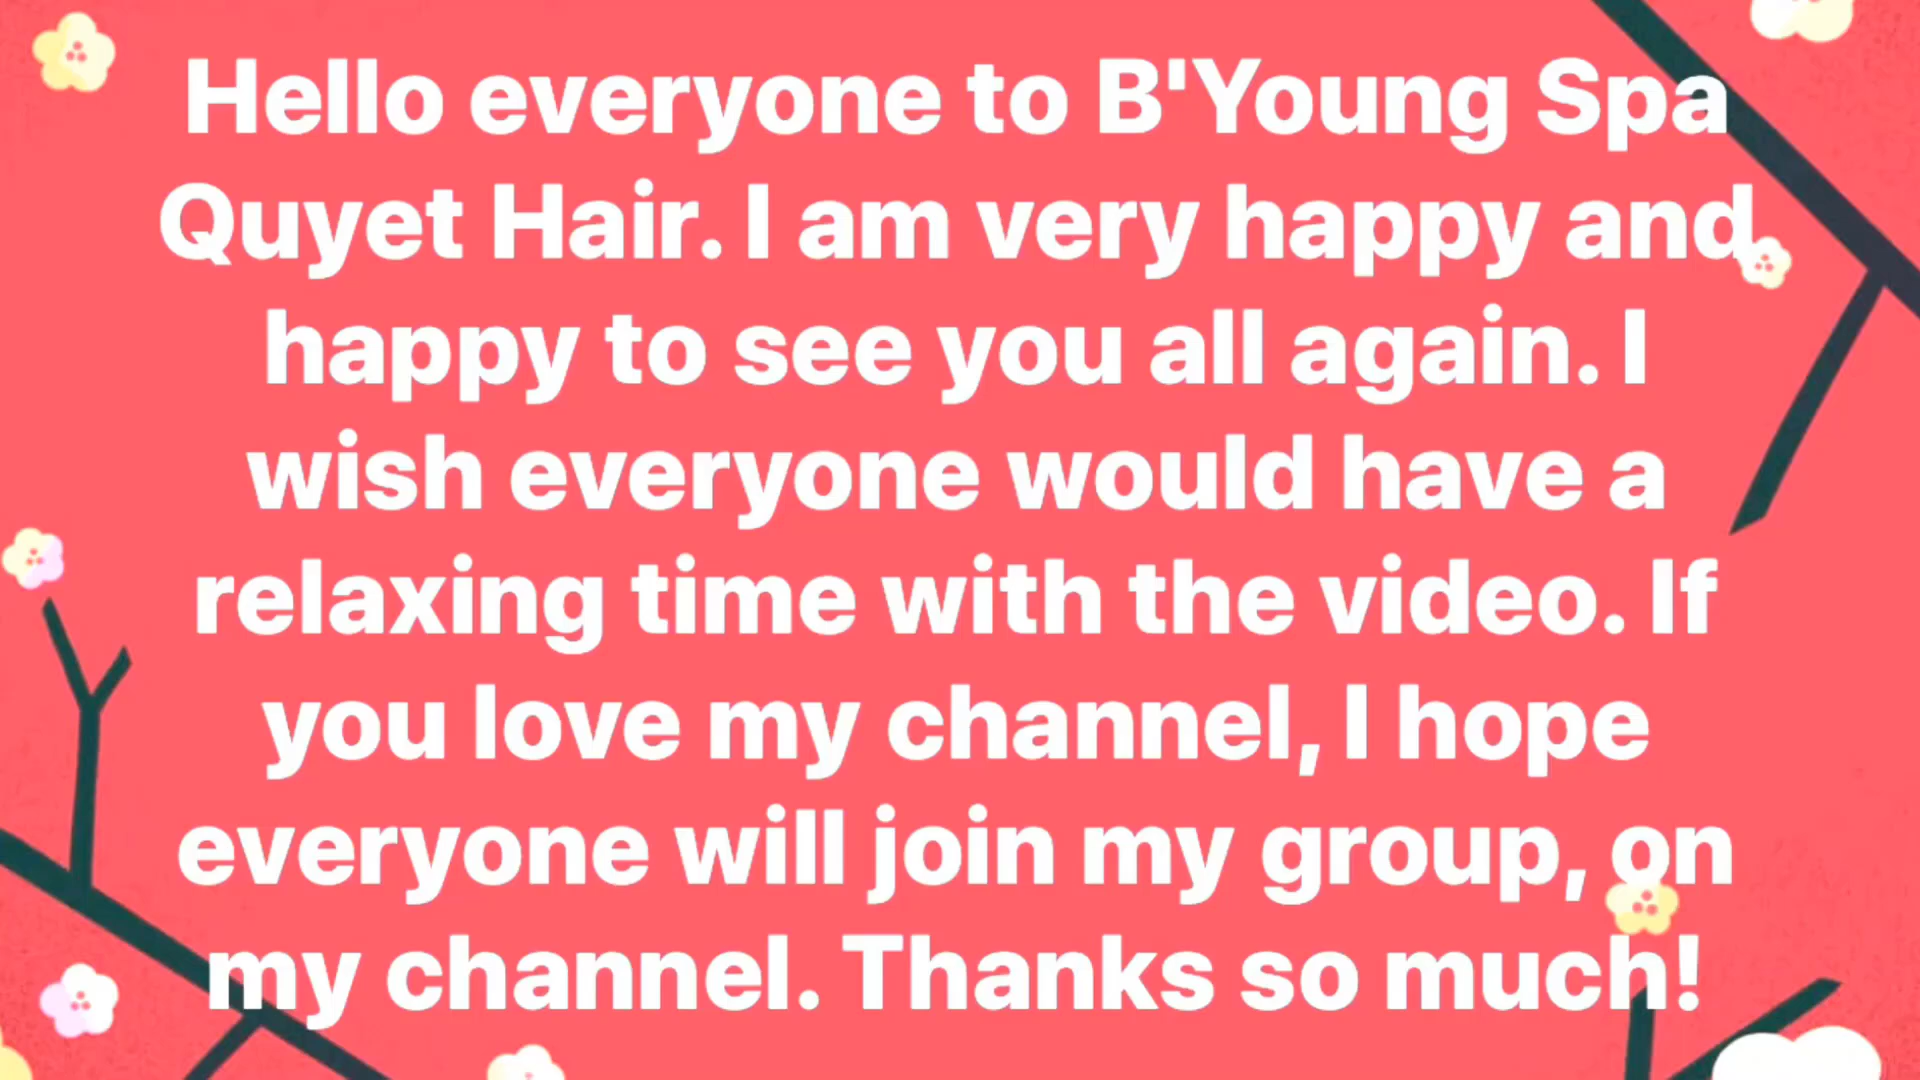 Hello everyone to B'Young Spa
Quyet Hair. I am very happy and
happy to see you all again. I
wish everyone would have a
relaxing time with the video. If
you love my channel, I hope
everyone will join my group, on
my channel. Thanks so much!